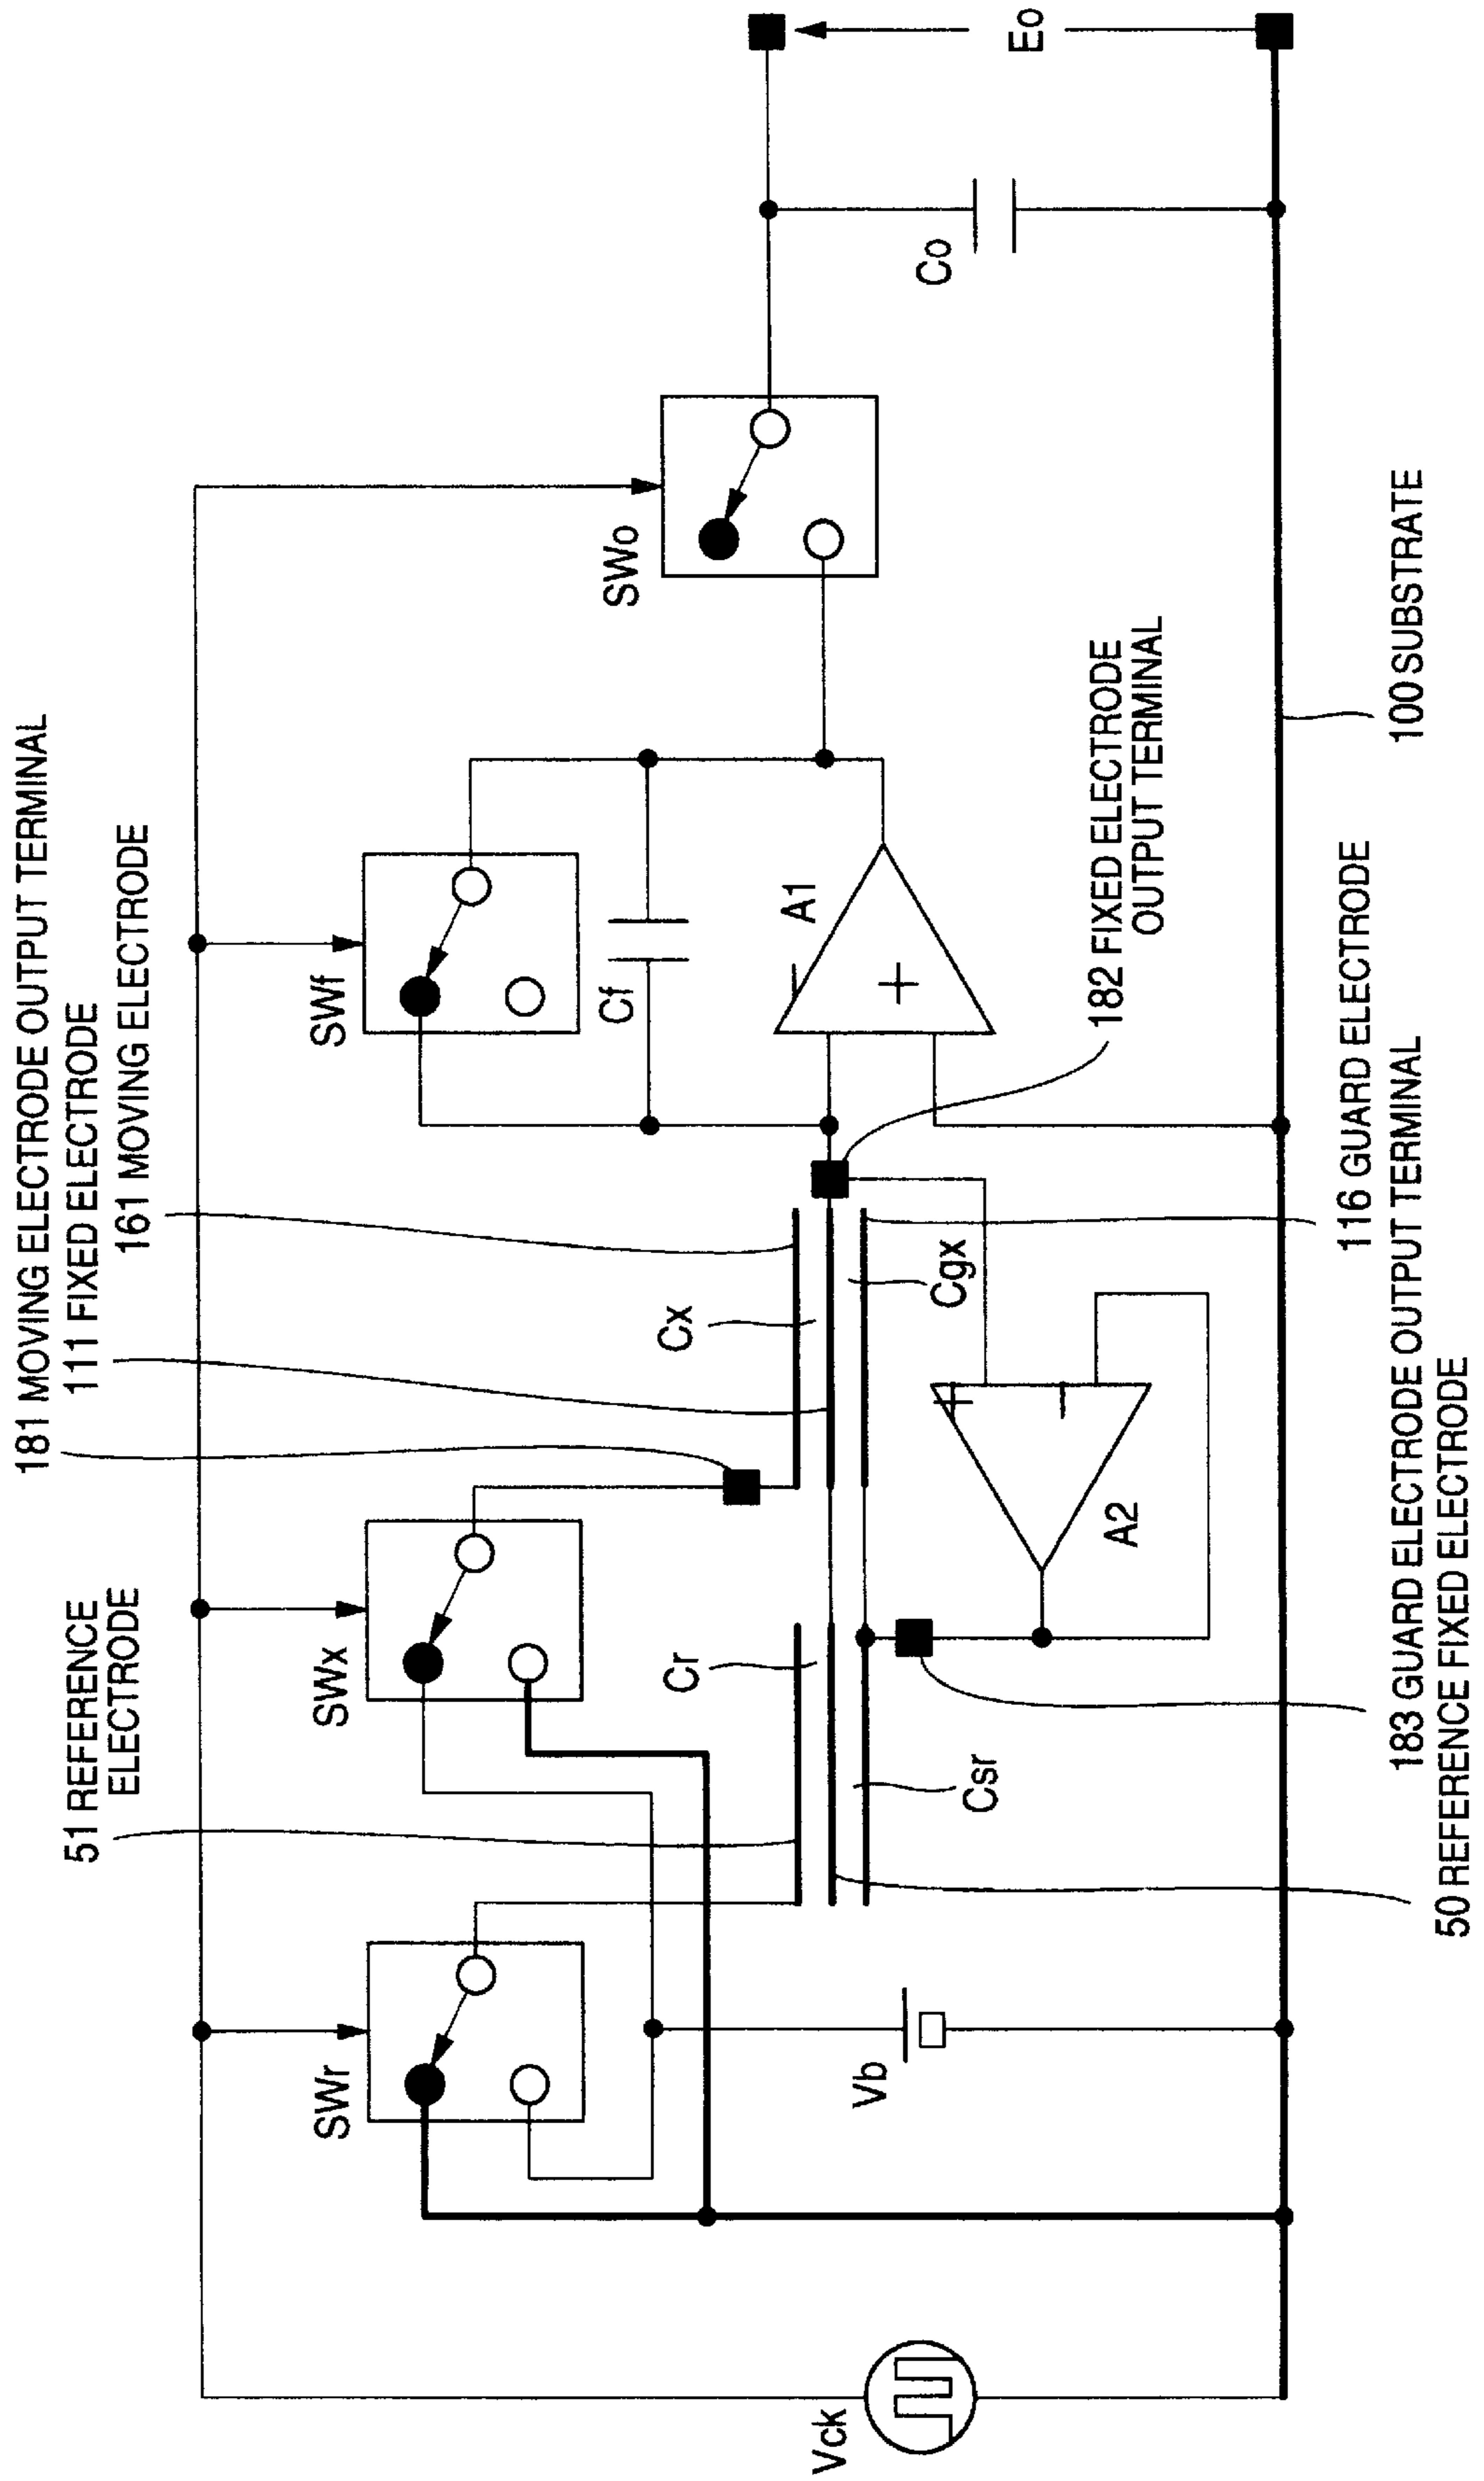 181 MOVING ELECTRODE OUTPUT TERMINAL
111 FIXED ELECTRODE
161 MOVING ELECTRODE
51 REFERENCE
ELECTRODE
SWr
SWx
SWf
SWo
Cf
A1
Cx
Cr
Cgx
Csr
A2
Vb
Vck
Co
Eo
182 FIXED ELECTRODE
OUTPUT TERMINAL
116 GUARD ELECTRODE
100 SUBSTRATE
183 GUARD ELECTRODE OUTPUT TERMINAL
50 REFERENCE FIXED ELECTRODE